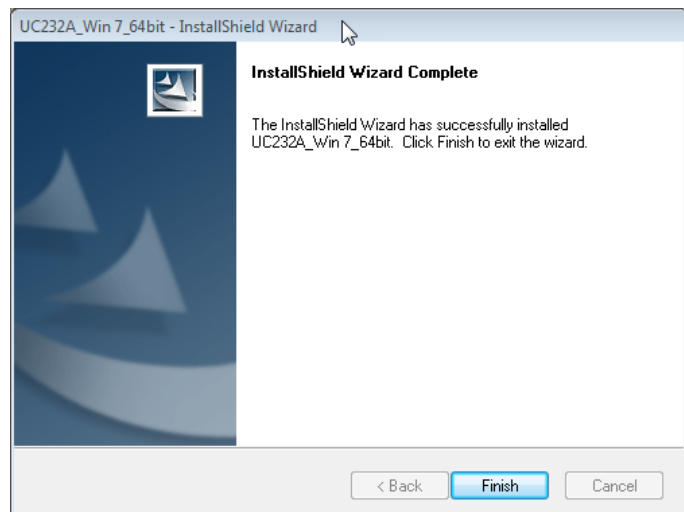 UC232A_Win 7_64bit - InstallShield Wizard
InstallShield Wizard Complete
The InstallShield Wizard has successfully installed
UC232A_Win 7_64bit. Click Finish to exit the wizard.
< Back
Finish
Cancel